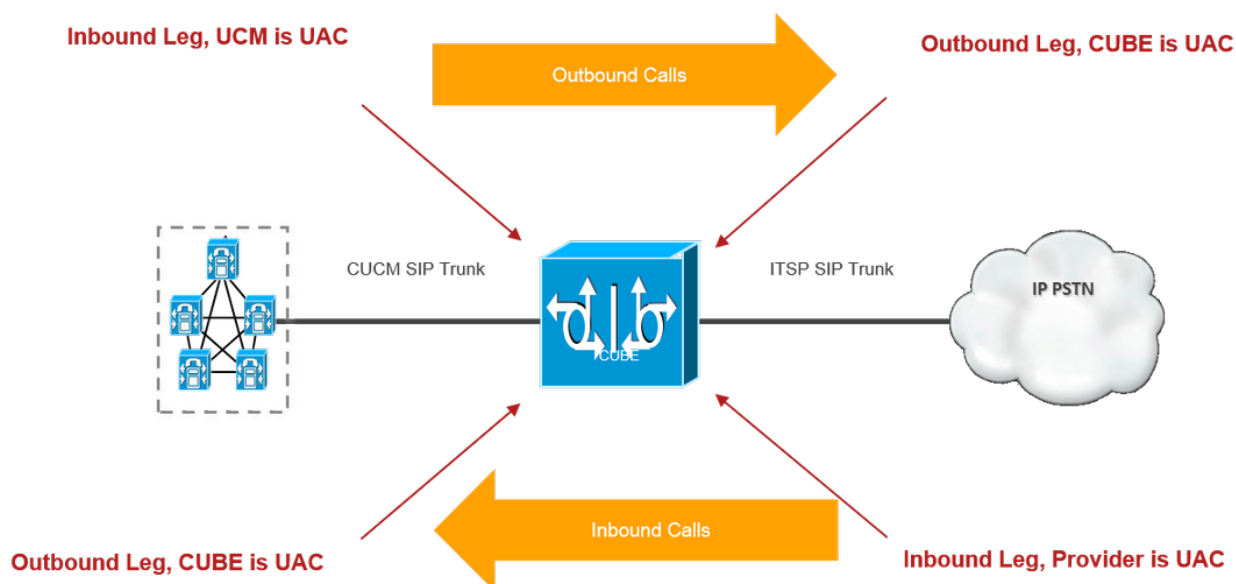 Inbound Leg, UCM is UAC
Outbound Calls
Outbound Leg, CUBE is UAC
CUCM SIP Trunk
CUBE
ITSP SIP Trunk
IP PSTN
Outbound Leg, CUBE is UAC
Inbound Calls
Inbound Leg, Provider is UAC